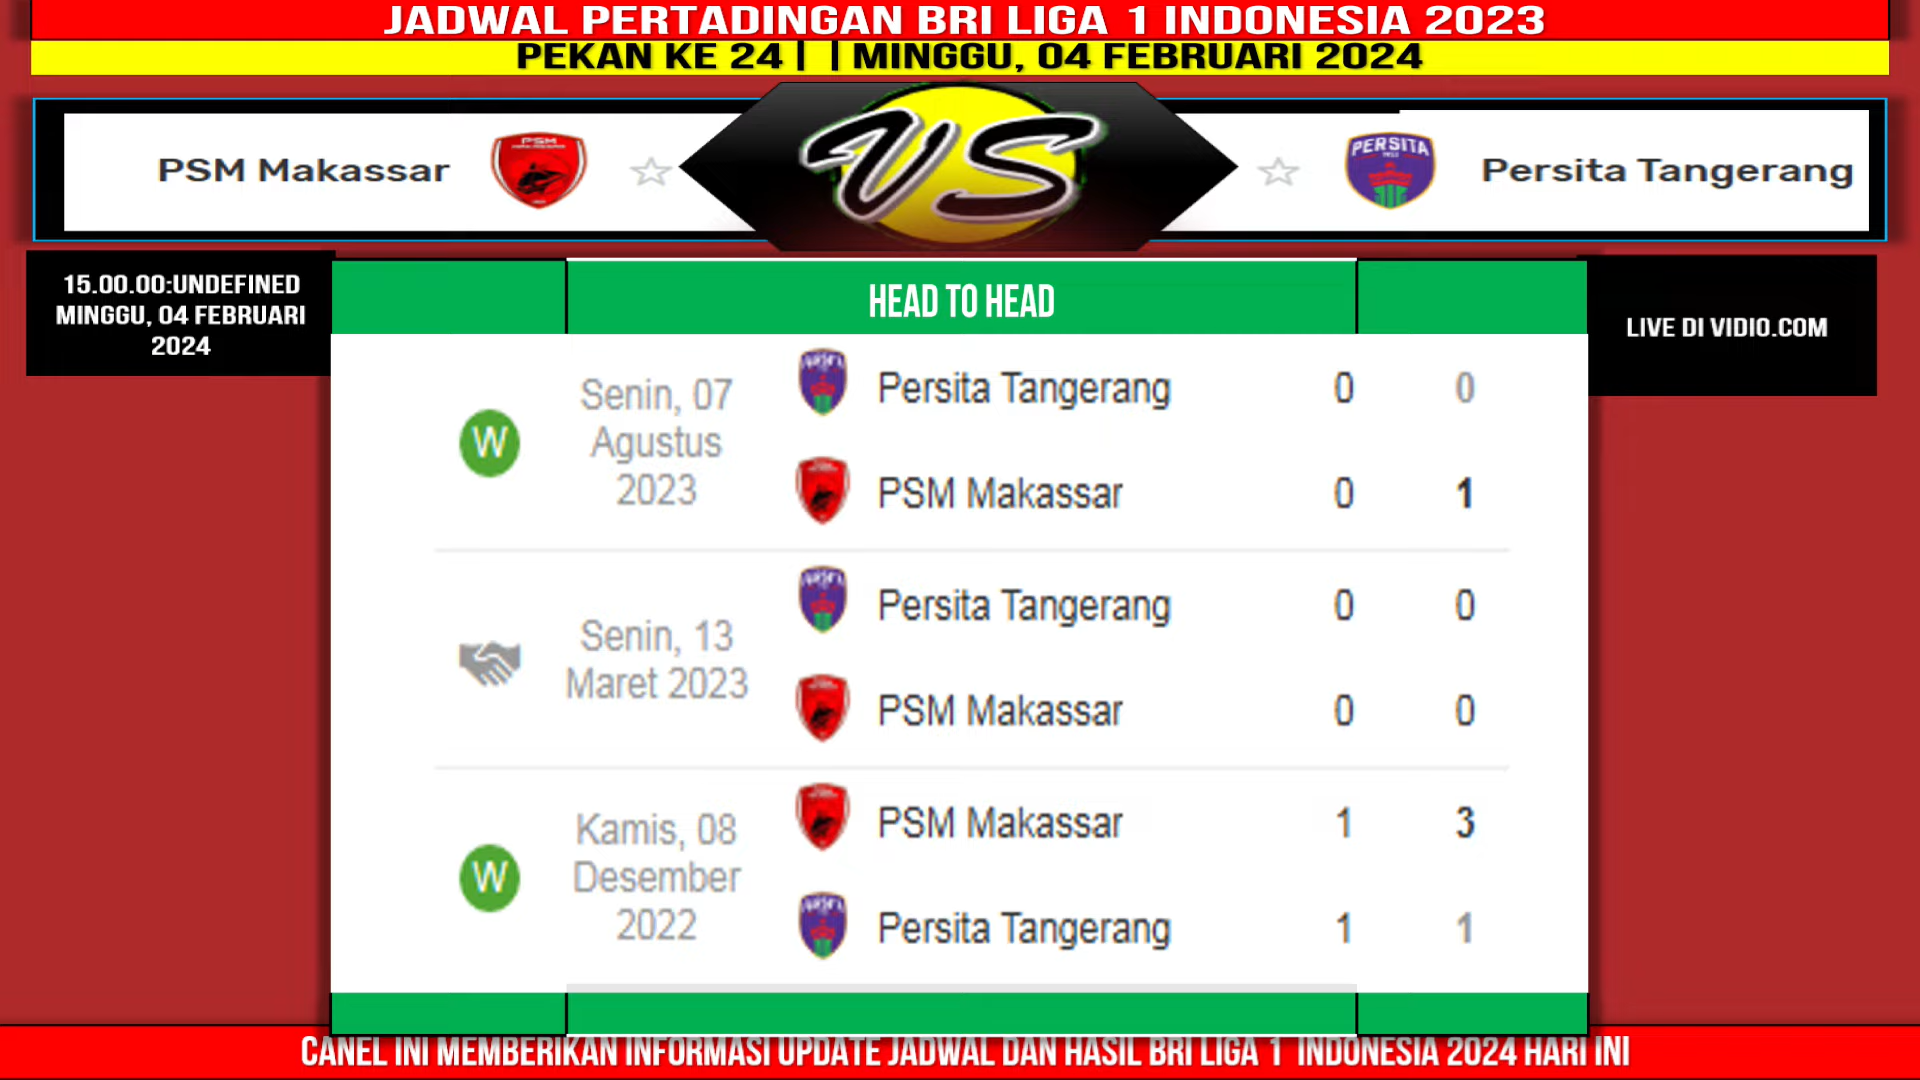 JADWAL PERTADINGAN BRI LIGA 1 INDONESIA 2023
PEKAN KE 24 | | MINGGU, 04 FEBRUARI 2024
PSM Makassar
PSM
VS
PERSITA
Persita Tangerang
15.00.00:UNDEFINED
MINGGU, 04 FEBRUARI
2024
HEAD TO HEAD
LIVE DI VIDIO.COM
W
Senin, 07
Agustus
2023
Persita Tangerang 0 0
PSM Makassar 0 1
Senin, 13
Maret 2023
Persita Tangerang 0 0
PSM Makassar 0 0
W
Kamis, 08
Desember
2022
PSM Makassar 1 3
Persita Tangerang 1 1
CANEL INI MEMBERIKAN INFORMASI UPDATE JADWAL DAN HASIL BRI LIGA 1 INDONESIA 2024 HARI INI